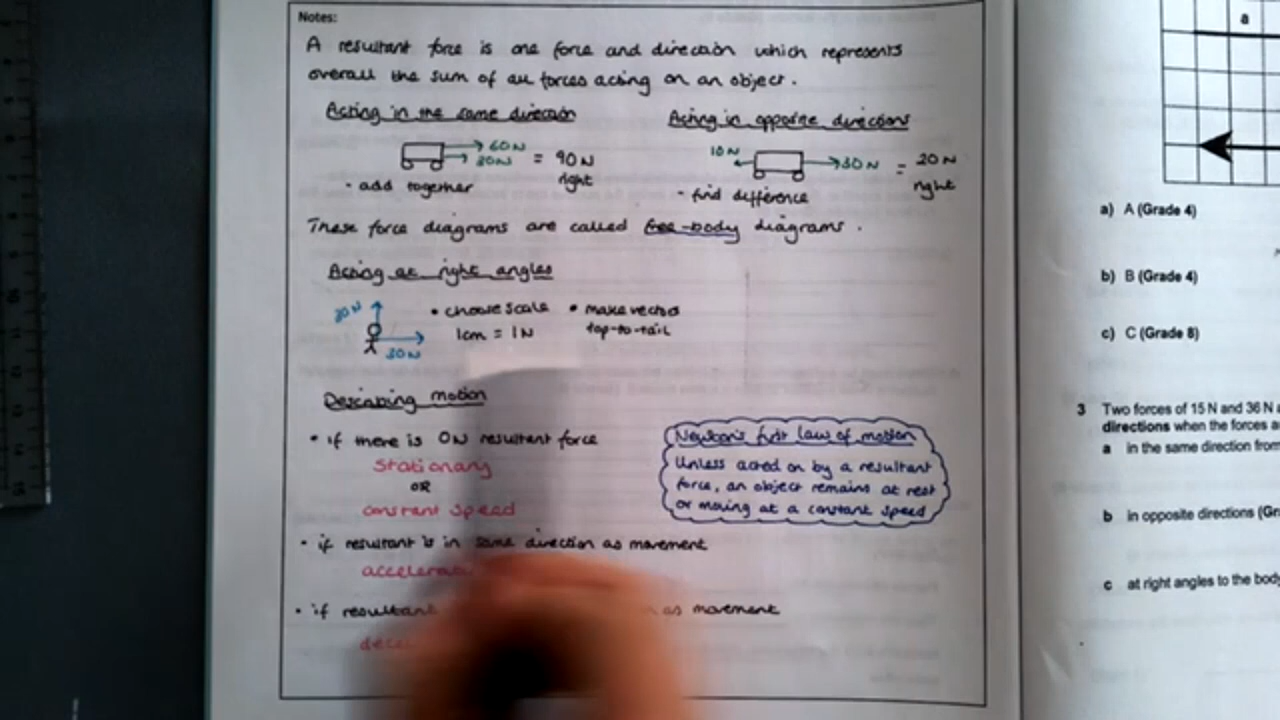 Notes:
A resultant force is one force and direction which represents
overall the sum of all forces acting on an object.
Acting in the same direction
60N
30N
= 90N
right
- add together
Acting in opposite directions
10N
30N
= 20N
right
- find difference
These force diagrams are called free-body diagrams.
Acting at right angles
30N
• choose scale
1cm = 1N
• make vectors
top-to-tail
Describing motion
• if there is 0N resultant force
stationary
OR
constant speed
Newton's first law of motion
Unless acted on by a resultant
force, an object remains at rest
or moving at a constant speed
• if resultant is in same direction as movement
• if resultant
as movement
a
a) A (Grade 4)
b) B (Grade 4)
c) C (Grade 8)
3 Two forces of 15 N and 36 N
directions when the forces
a in the same direction from
b in opposite directions
c at right angles to the body